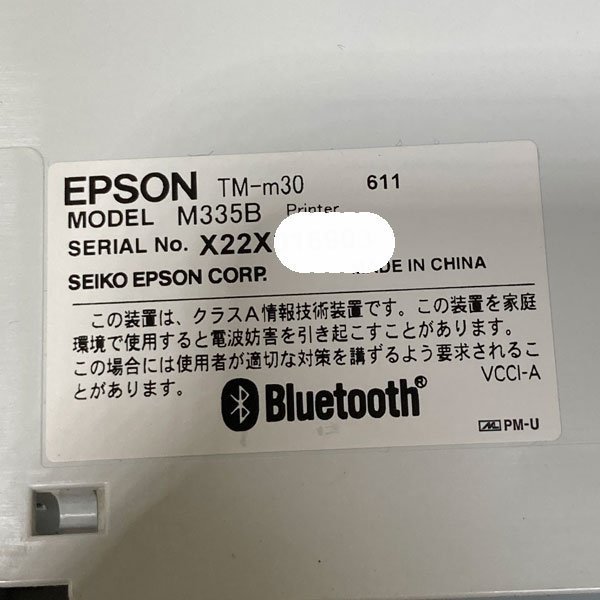 EPSON TM-m30 611
MODEL M335B Printer
SERIAL No. X22X
SEIKO EPSON CORP. MADE IN CHINA
この装置は、クラスA情報技術装置です。この装置を家庭
環境で使用すると電波妨害を引き起こすことがあります。
この場合には使用者が適切な対策を講ずるよう要求されるこ
とがあります。 VCCI-A
Bluetooth®
PM-U